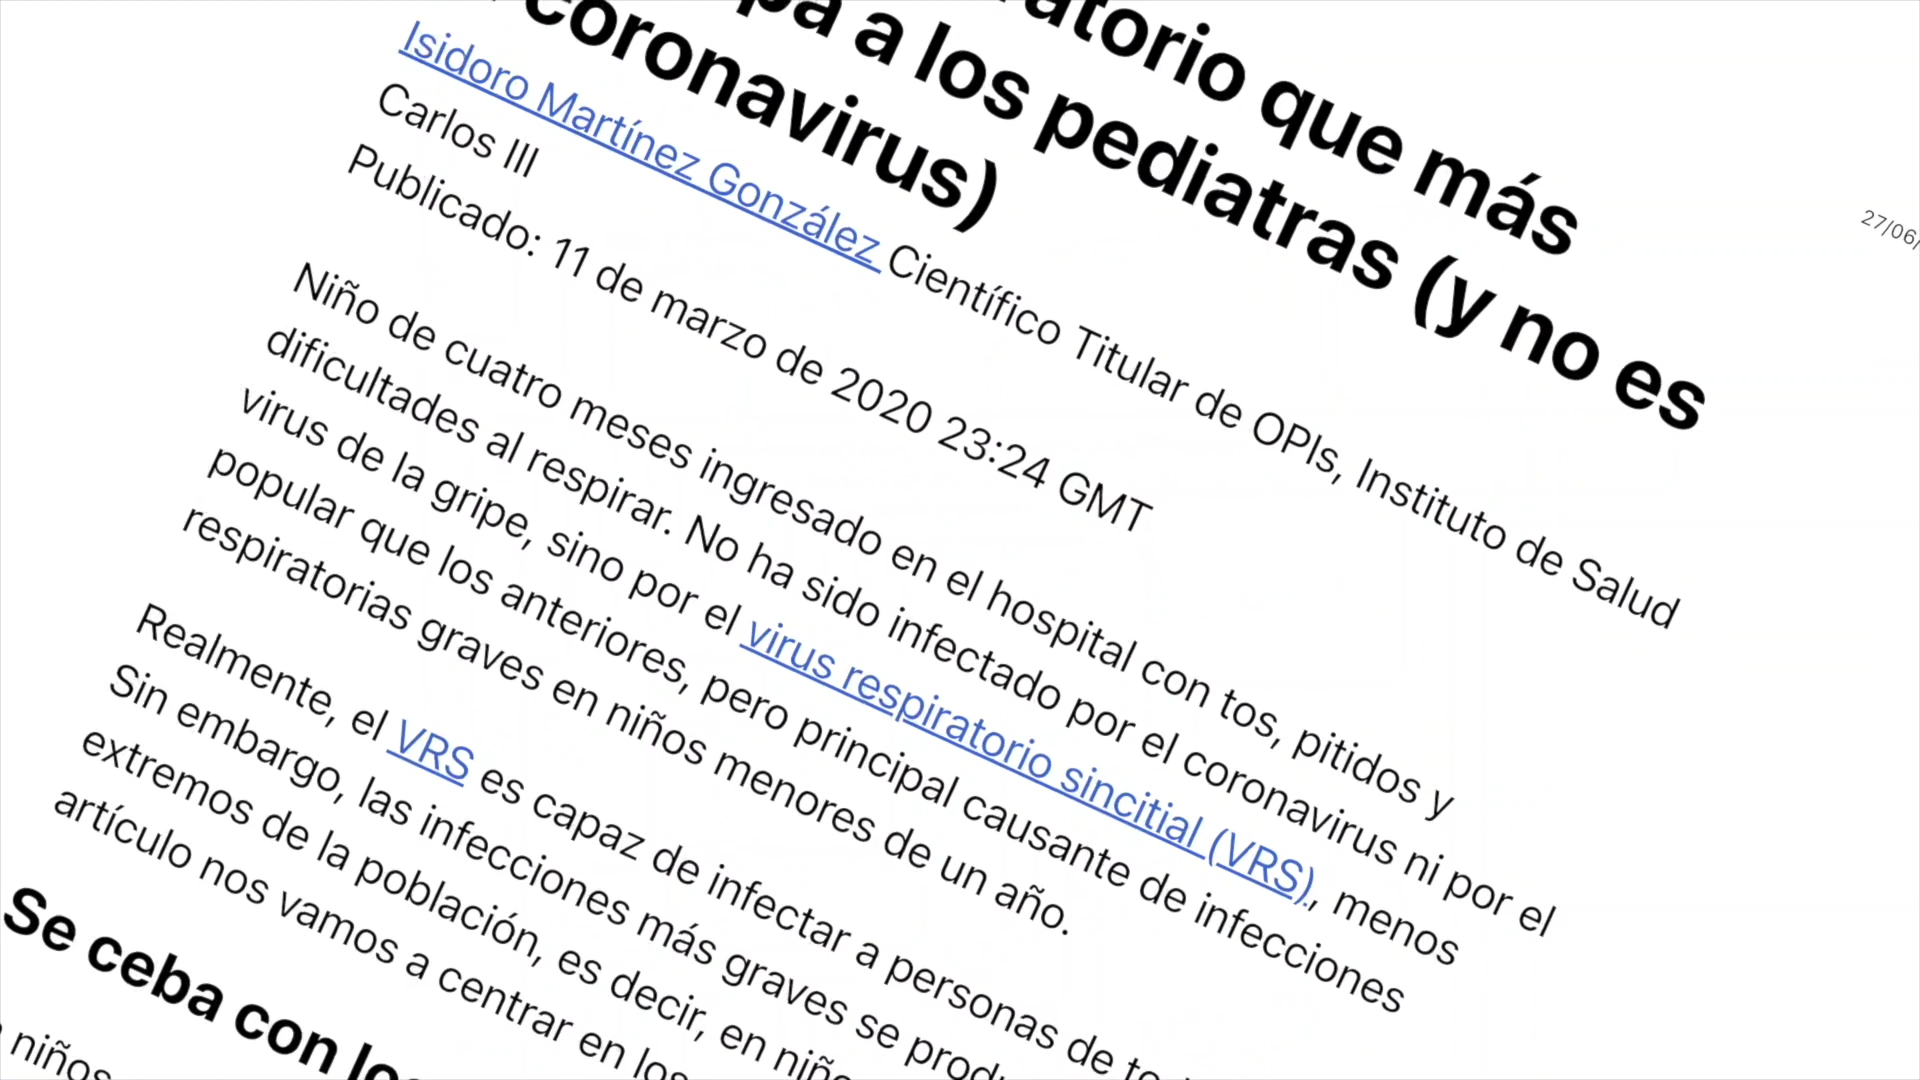 atorio que más
pa a los pediatras (y no es
coronavirus)
27/06/
Isidoro Martínez González Científico Titular de OPIs, Instituto de Salud
Carlos III
Publicado: 11 de marzo de 2020 23:24 GMT
Niño de cuatro meses ingresado en el hospital con tos, pitidos y
dificultades al respirar. No ha sido infectado por el coronavirus ni por el
virus de la gripe, sino por el virus respiratorio sincitial (VRS), menos
popular que los anteriores, pero principal causante de infecciones
respiratorias graves en niños menores de un año.
Realmente, el VRS es capaz de infectar a personas de
Sin embargo, las infecciones más graves se produ
extremos de la población, es decir, en niño
artículo nos vamos a centrar en los
Se ceba con
niños